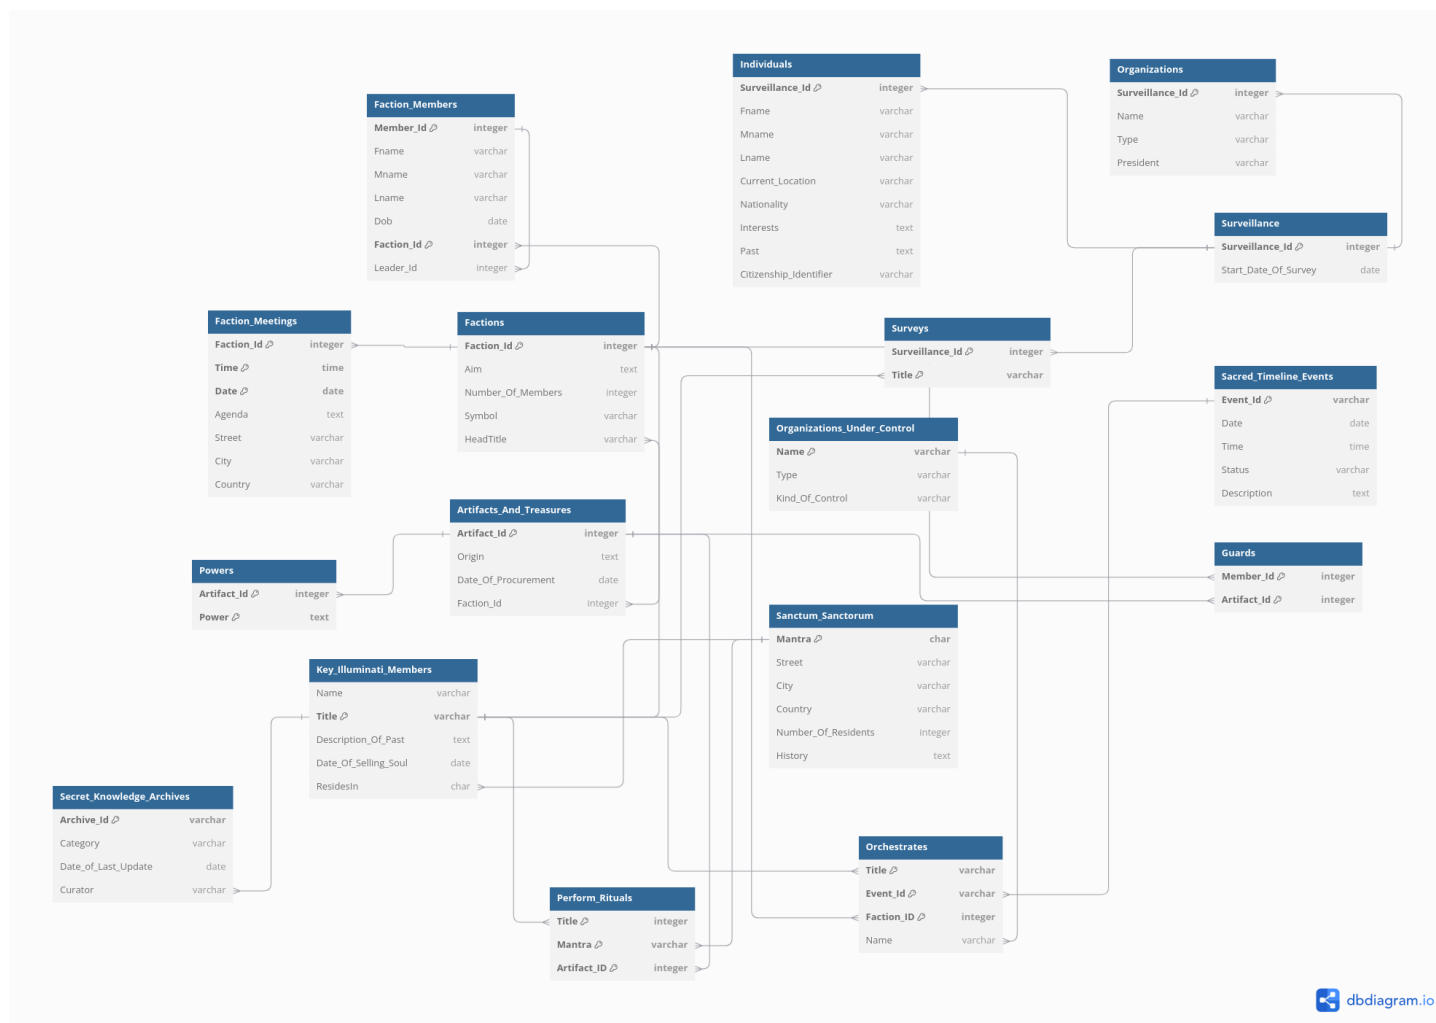 Individuals
Surveillance_Id integer
Fname varchar
Mname varchar
Lname varchar
Current_Location varchar
Nationality varchar
Interests text
Past text
Citizenship_Identifier varchar
Organizations
Surveillance_Id integer
Name varchar
Type varchar
President varchar
Faction_Members
Member_Id integer
Fname varchar
Mname varchar
Lname varchar
Dob date
Faction_Id integer
Leader_Id integer
Surveillance
Surveillance_Id integer
Start_Date_Of_Survey date
Faction_Meetings
Faction_Id integer
Time time
Date date
Agenda text
Street varchar
City varchar
Country varchar
Factions
Faction_Id integer
Aim text
Number_Of_Members integer
Symbol varchar
HeadTitle varchar
Surveys
Surveillance_Id integer
Title varchar
Sacred_Timeline_Events
Event_Id varchar
Date date
Time time
Status varchar
Description text
Organizations_Under_Control
Name varchar
Type varchar
Kind_Of_Control varchar
Artifacts_And_Treasures
Artifact_Id integer
Origin text
Date_Of_Procurement date
Faction_Id integer
Guards
Member_Id integer
Artifact_Id integer
Powers
Artifact_Id integer
Power text
Sanctum_Sanctorum
Mantra char
Street varchar
City varchar
Country varchar
Number_Of_Residents integer
History text
Key_Illuminati_Members
Name varchar
Title varchar
Description_Of_Past text
Date_Of_Selling_Soul date
ResidesIn char
Secret_Knowledge_Archives
Archive_Id varchar
Category varchar
Date_of_Last_Update date
Curator varchar
Orchestrates
Title varchar
Event_Id varchar
Faction_ID integer
Name varchar
Perform_Rituals
Title integer
Mantra varchar
Artifact_ID integer
dbdiagram.io